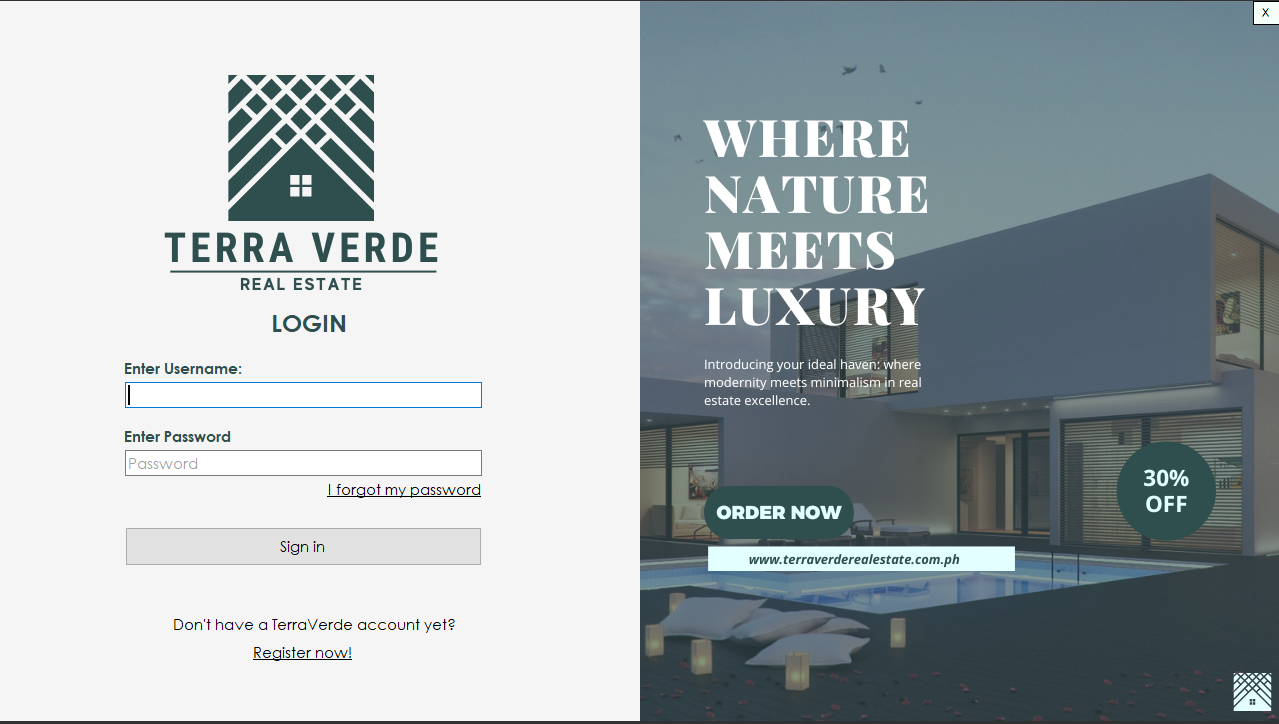 TERRA VERDE
REAL ESTATE
LOGIN
Enter Username:
Enter Password
Password
I forgot my password
Sign in
Don't have a TerraVerde account yet?
Register now!
X
WHERE
NATURE
MEETS
LUXURY
Introducing your ideal haven: where
modernity meets minimalism in real
estate excellence.
30%
OFF
ORDER NOW
www.terraverderealestate.com.ph